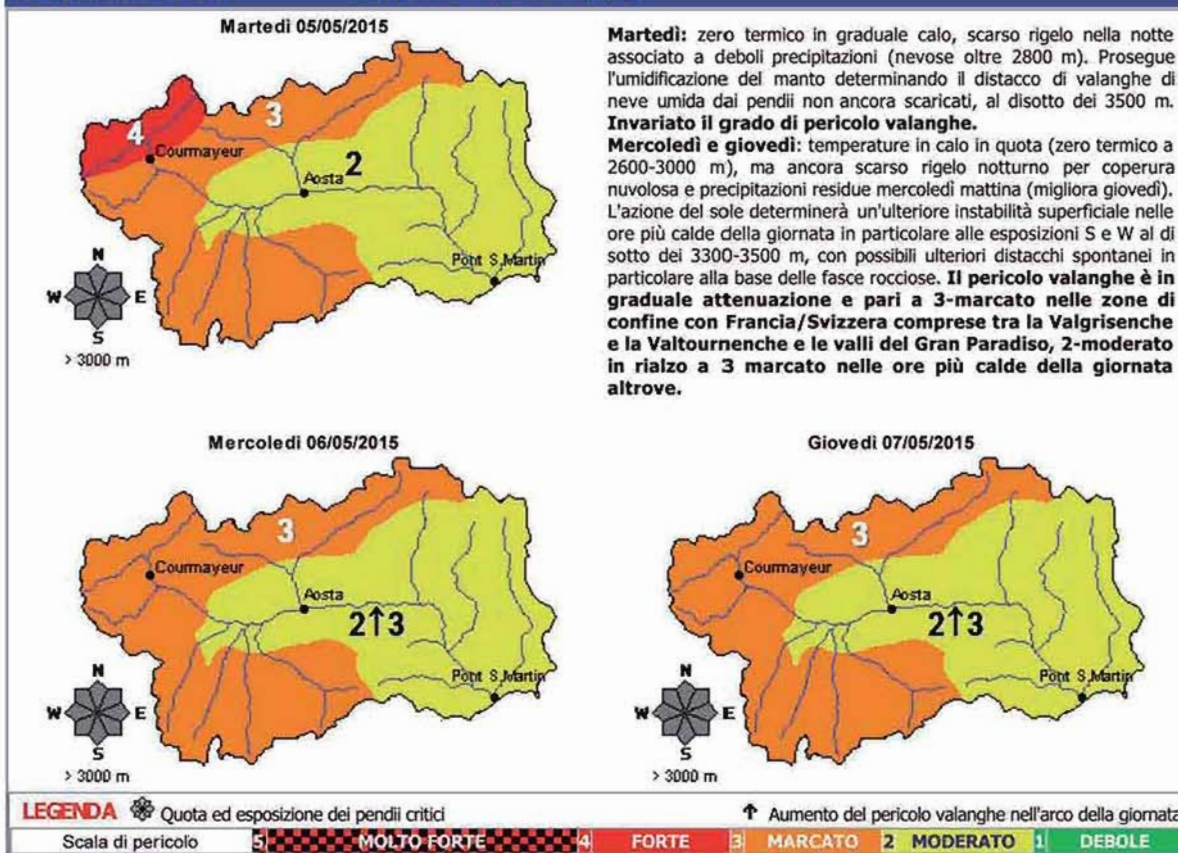 Martedì 05/05/2015
4
3
Courmayeur
2
Aosta
Pont S.Martin
N
W E
S
> 3000 m
Martedì: zero termico in graduale calo, scarso rigelo nella notte
associato a deboli precipitazioni (nevose oltre 2800 m). Prosegue
l'umidificazione del manto determinando il distacco di valanghe di
neve umida dai pendii non ancora scaricati, al disotto dei 3500 m.
Invariato il grado di pericolo valanghe.
Mercoledì e giovedì: temperature in calo in quota (zero termico a
2600-3000 m), ma ancora scarso rigelo notturno per coperura
nuvolosa e precipitazioni residue mercoledì mattina (migliora giovedì).
L'azione del sole determinerà un'ulteriore instabilità superficiale nelle
ore più calde della giornata in particolare alle esposizioni S e W al di
sotto dei 3300-3500 m, con possibili ulteriori distacchi spontanei in
particolare alla base delle fasce rocciose. Il pericolo valanghe è in
graduale attenuazione e pari a 3-marcato nelle zone di
confine con Francia/Svizzera comprese tra la Valgrisenche
e la Valtournenche e le valli del Gran Paradiso, 2-moderato
in rialzo a 3 marcato nelle ore più calde della giornata
altrove.
Mercoledì 06/05/2015
3
Courmayeur
Aosta
2↑3
Pont S.Martin
N
W E
S
> 3000 m
Giovedì 07/05/2015
3
Courmayeur
Aosta
2↑3
Pont S.Martin
N
W E
S
> 3000 m
LEGENDA Quota ed esposizione dei pendii critici ↑ Aumento del pericolo valanghe nell'arco della giornata
Scala di pericolo 5 MOLTO FORTE 4 FORTE 3 MARCATO 2 MODERATO 1 DEBOLE